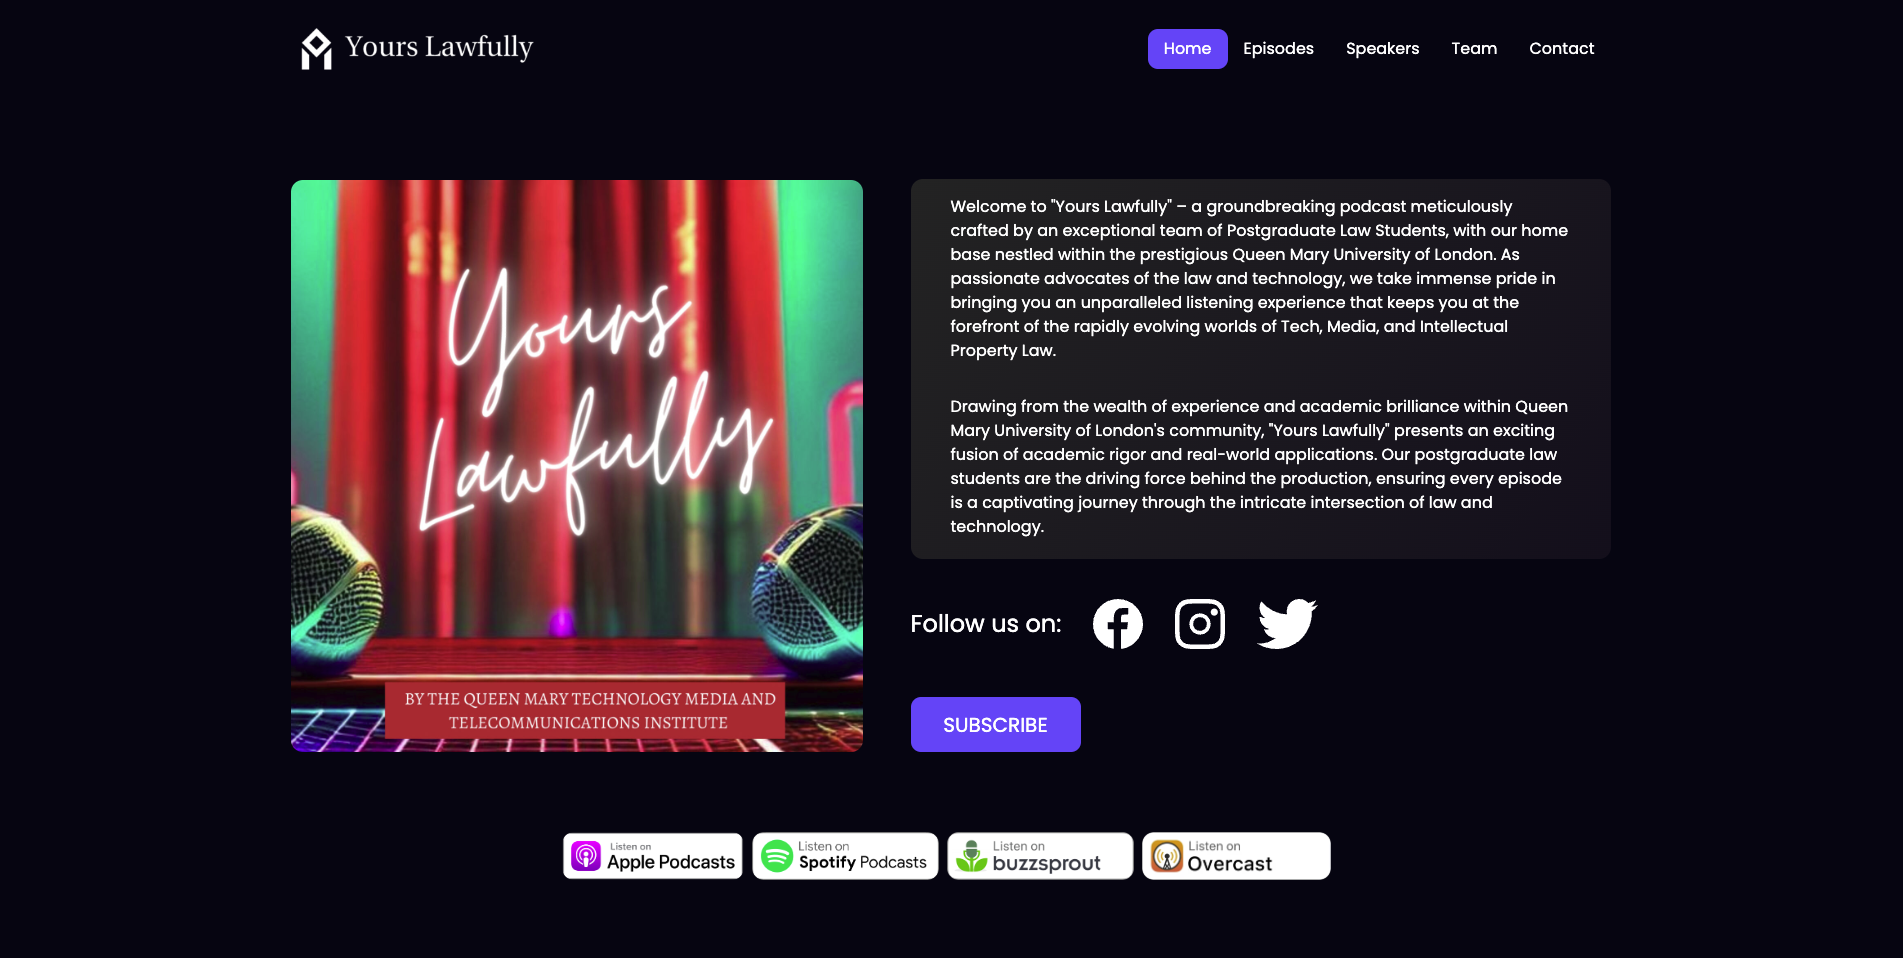 Yours Lawfully
Home
Episodes
Speakers
Team
Contact
Yours
Lawfully
BY THE QUEEN MARY TECHNOLOGY MEDIA AND
TELECOMMUNICATIONS INSTITUTE
Welcome to "Yours Lawfully" – a groundbreaking podcast meticulously
crafted by an exceptional team of Postgraduate Law Students, with our home
base nestled within the prestigious Queen Mary University of London. As
passionate advocates of the law and technology, we take immense pride in
bringing you an unparalleled listening experience that keeps you at the
forefront of the rapidly evolving worlds of Tech, Media, and Intellectual
Property Law.
Drawing from the wealth of experience and academic brilliance within Queen
Mary University of London's community, "Yours Lawfully" presents an exciting
fusion of academic rigor and real-world applications. Our postgraduate law
students are the driving force behind the production, ensuring every episode
is a captivating journey through the intricate intersection of law and
technology.
Follow us on:
SUBSCRIBE
Listen on
Apple Podcasts
Listen on
Spotify Podcasts
Listen on
buzzsprout
Listen on
Overcast